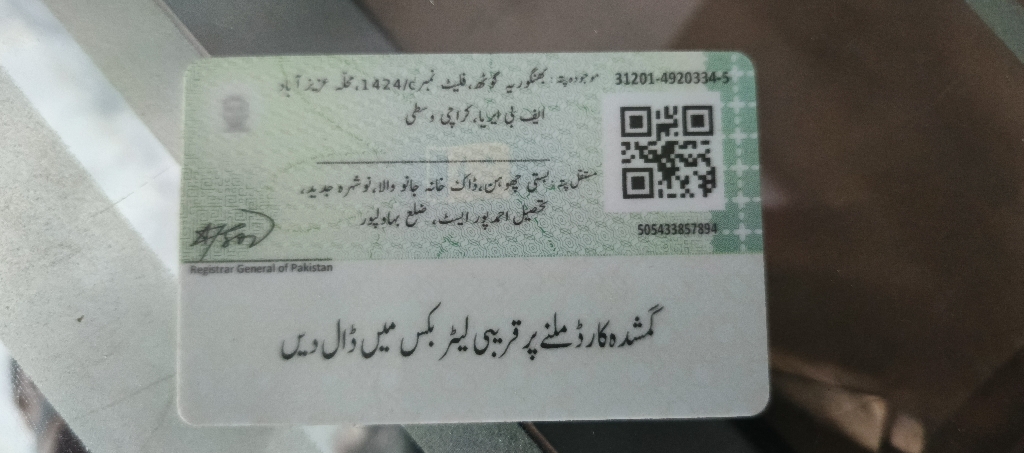 31201-4920334-5
موجودہ پتہ: بھنگوریہ گوٹھ، فلیٹ نمبر 1424/c، محلہ عزیز آباد
ایف بی ایریا، کراچی وسطی
مستقل پتہ: بستی چوہن، ڈاک خانہ جانو والا، نوشہرہ جدید،
تحصیل احمد پور ایسٹ، ضلع بہاولپور
505433857894
Registrar General of Pakistan
گمشدہ کارڈ ملنے پر قریبی لیٹر بکس میں ڈال دیں